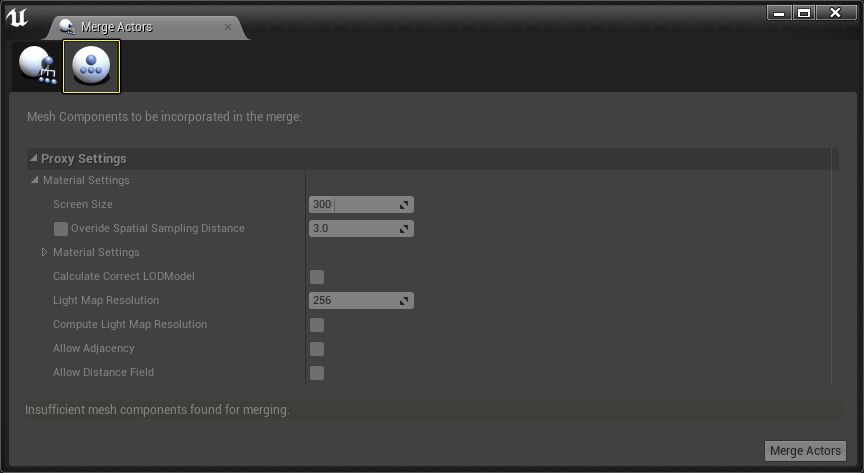 Merge Actors
Mesh Components to be incorporated in the merge:
Proxy Settings
Material Settings
Screen Size 300
Overide Spatial Sampling Distance 3.0
Material Settings
Calculate Correct LODModel
Light Map Resolution 256
Compute Light Map Resolution
Allow Adjacency
Allow Distance Field
Insufficient mesh components found for merging.
Merge Actors